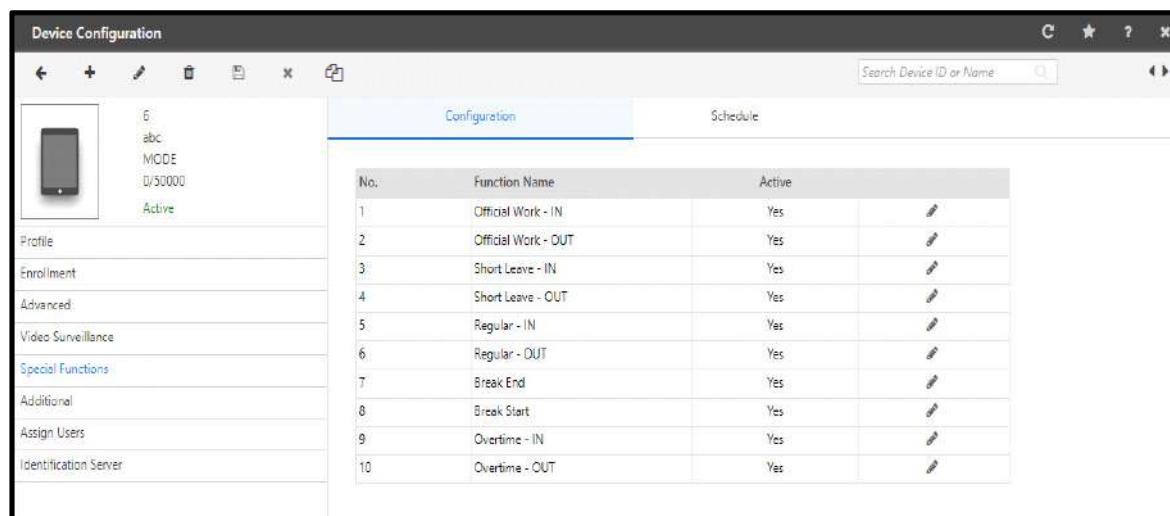 Device Configuration
?
Search Device ID or Name
6
abc
MODE
0/50000
Active
Profile
Enrollment
Advanced
Video Surveillance
Special Functions
Additional
Assign Users
Identification Server
Configuration Schedule
No. Function Name Active
1 Official Work - IN Yes
2 Official Work - OUT Yes
3 Short Leave - IN Yes
4 Short Leave - OUT Yes
5 Regular - IN Yes
6 Regular - OUT Yes
7 Break End Yes
8 Break Start Yes
9 Overtime - IN Yes
10 Overtime - OUT Yes